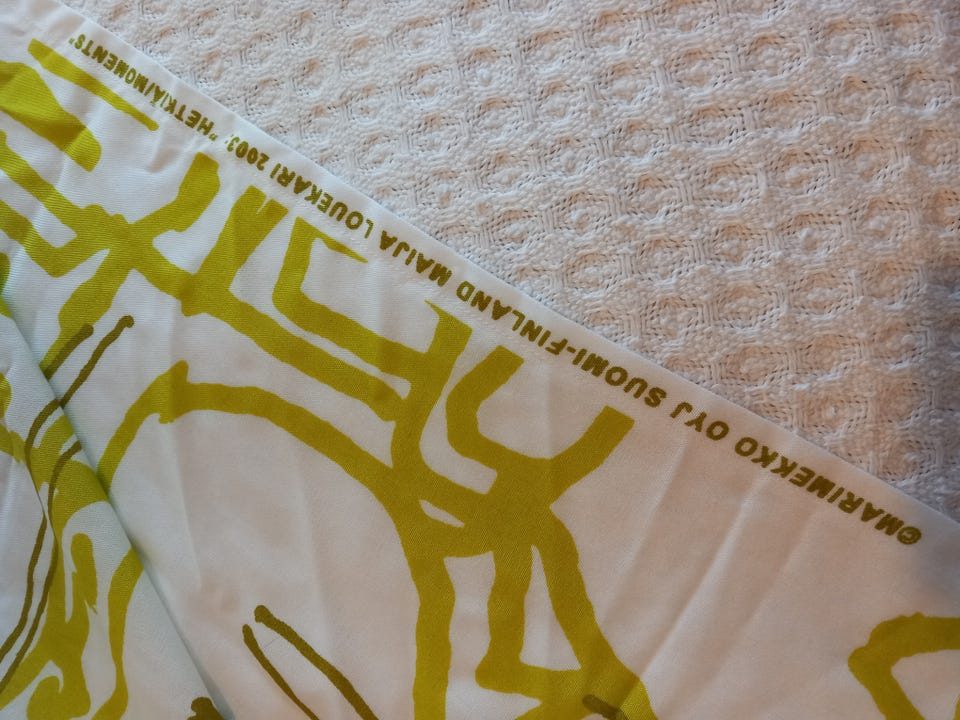 ©MARIMEKKO OYJ SUOMI-FINLAND MAIJA LOUEKARI 2003: "HETKIÄ/MOMENTS"